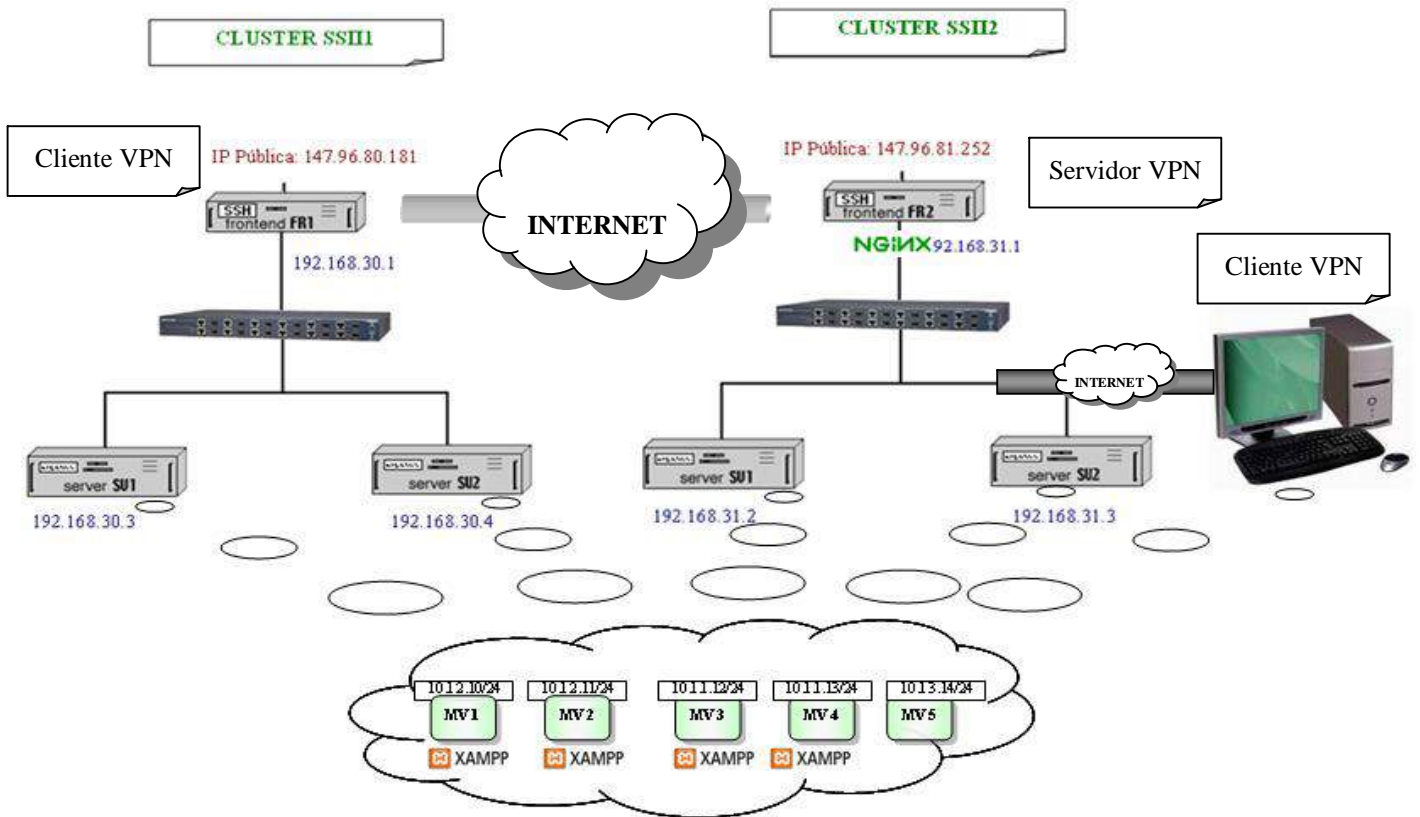 CLUSTER SSII1
CLUSTER SSII2
Cliente VPN
IP Pública: 147.96.80.181
IP Pública: 147.96.81.252
Servidor VPN
SSH
frontend FR1
INTERNET
SSH
frontend FR2
192.168.30.1
NGINX 92.168.31.1
Cliente VPN
INTERNET
server SU1
server SU2
server SU1
server SU2
192.168.30.3
192.168.30.4
192.168.31.2
192.168.31.3
10.1.2.10/24
10.1.2.11/24
10.1.1.12/24
10.1.1.13/24
10.1.3.14/24
MV1
MV2
MV3
MV4
MV5
XAMPP
XAMPP
XAMPP
XAMPP